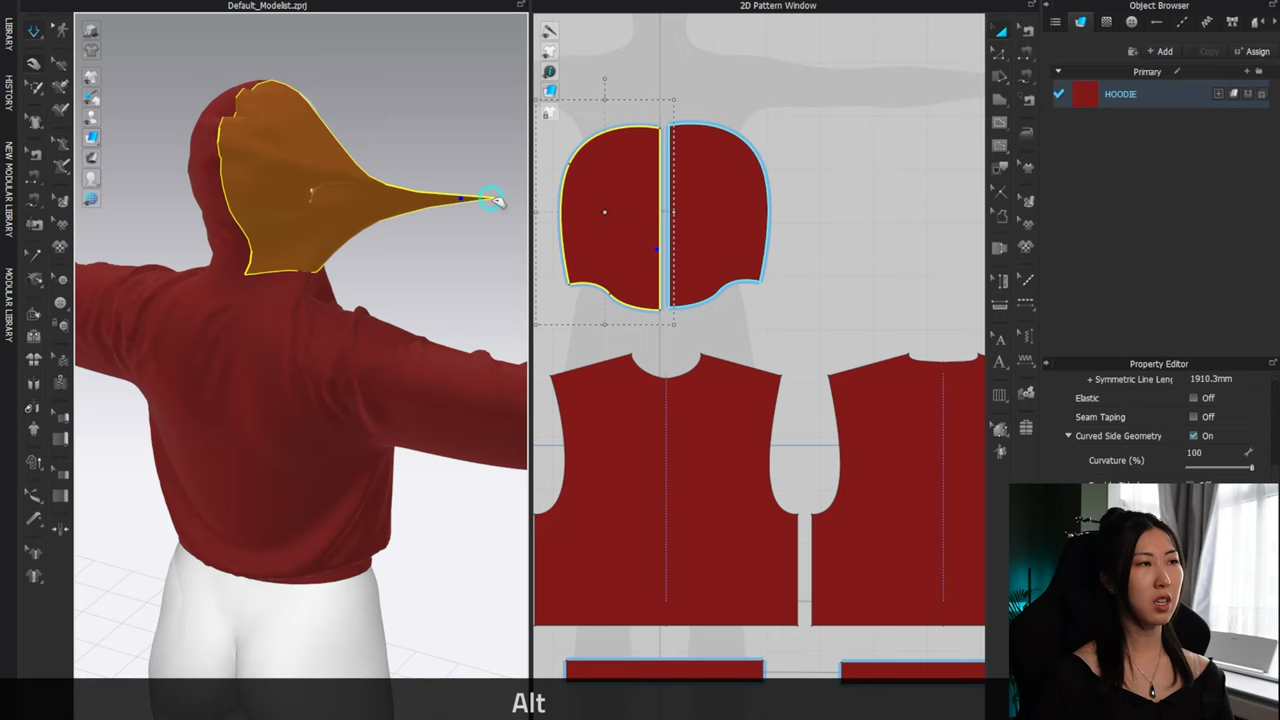 Default_Modelist.zprj
2D Pattern Window
Object Browser
LIBRARY
HISTORY
NEW MODULAR LIBRARY
MODULAR LIBRARY
+ Add
Copy
Assign
Primary
HOODIE
Property Editor
+ Symmetric Line Leng
1910.3mm
Elastic
Off
Seam Taping
Off
Curved Side Geometry
On
Curvature (%)
100
Alt